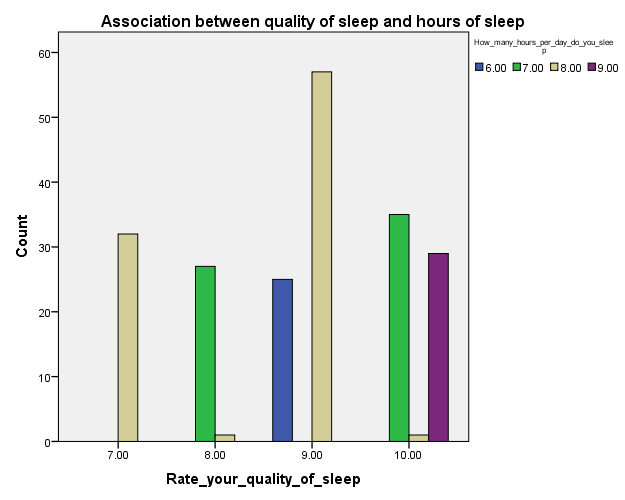 Association between quality of sleep and hours of sleep
How_many_hours_per_day_do_you_slee
p
6.00 7.00 8.00 9.00
60
50
40
30
20
10
0
Count
7.00 8.00 9.00 10.00
Rate_your_quality_of_sleep